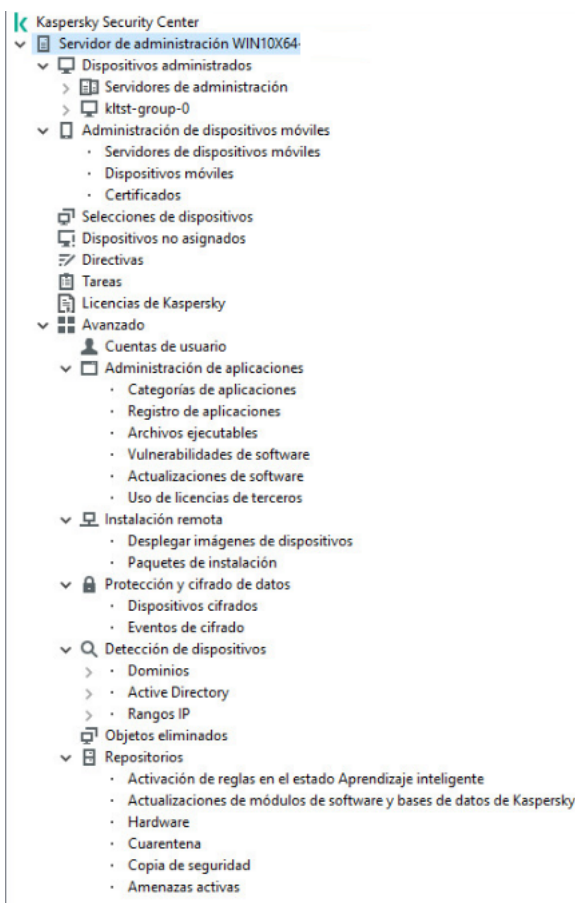 Kaspersky Security Center
Servidor de administración WIN10X64-
Dispositivos administrados
Servidores de administración
kltst-group-0
Administración de dispositivos móviles
Servidores de dispositivos móviles
Dispositivos móviles
Certificados
Selecciones de dispositivos
Dispositivos no asignados
Directivas
Tareas
Licencias de Kaspersky
Avanzado
Cuentas de usuario
Administración de aplicaciones
Categorías de aplicaciones
Registro de aplicaciones
Archivos ejecutables
Vulnerabilidades de software
Actualizaciones de software
Uso de licencias de terceros
Instalación remota
Desplegar imágenes de dispositivos
Paquetes de instalación
Protección y cifrado de datos
Dispositivos cifrados
Eventos de cifrado
Detección de dispositivos
Dominios
Active Directory
Rangos IP
Objetos eliminados
Repositorios
Activación de reglas en el estado Aprendizaje inteligente
Actualizaciones de módulos de software y bases de datos de Kaspersky
Hardware
Cuarentena
Copia de seguridad
Amenazas activas